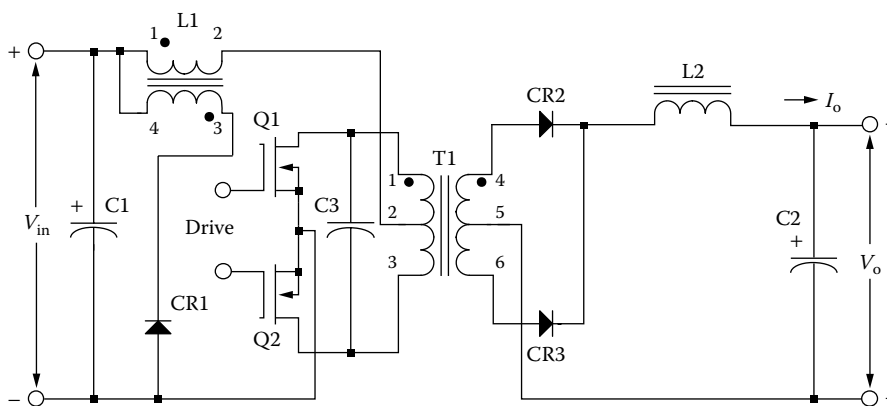 L1
1 2
+
4 3
Q1
CR2
L2
I_o
+
T1
1 4
V_in
+ C1
Drive
C3
2 5
C2
+
V_o
3 6
CR1
Q2
CR3
−